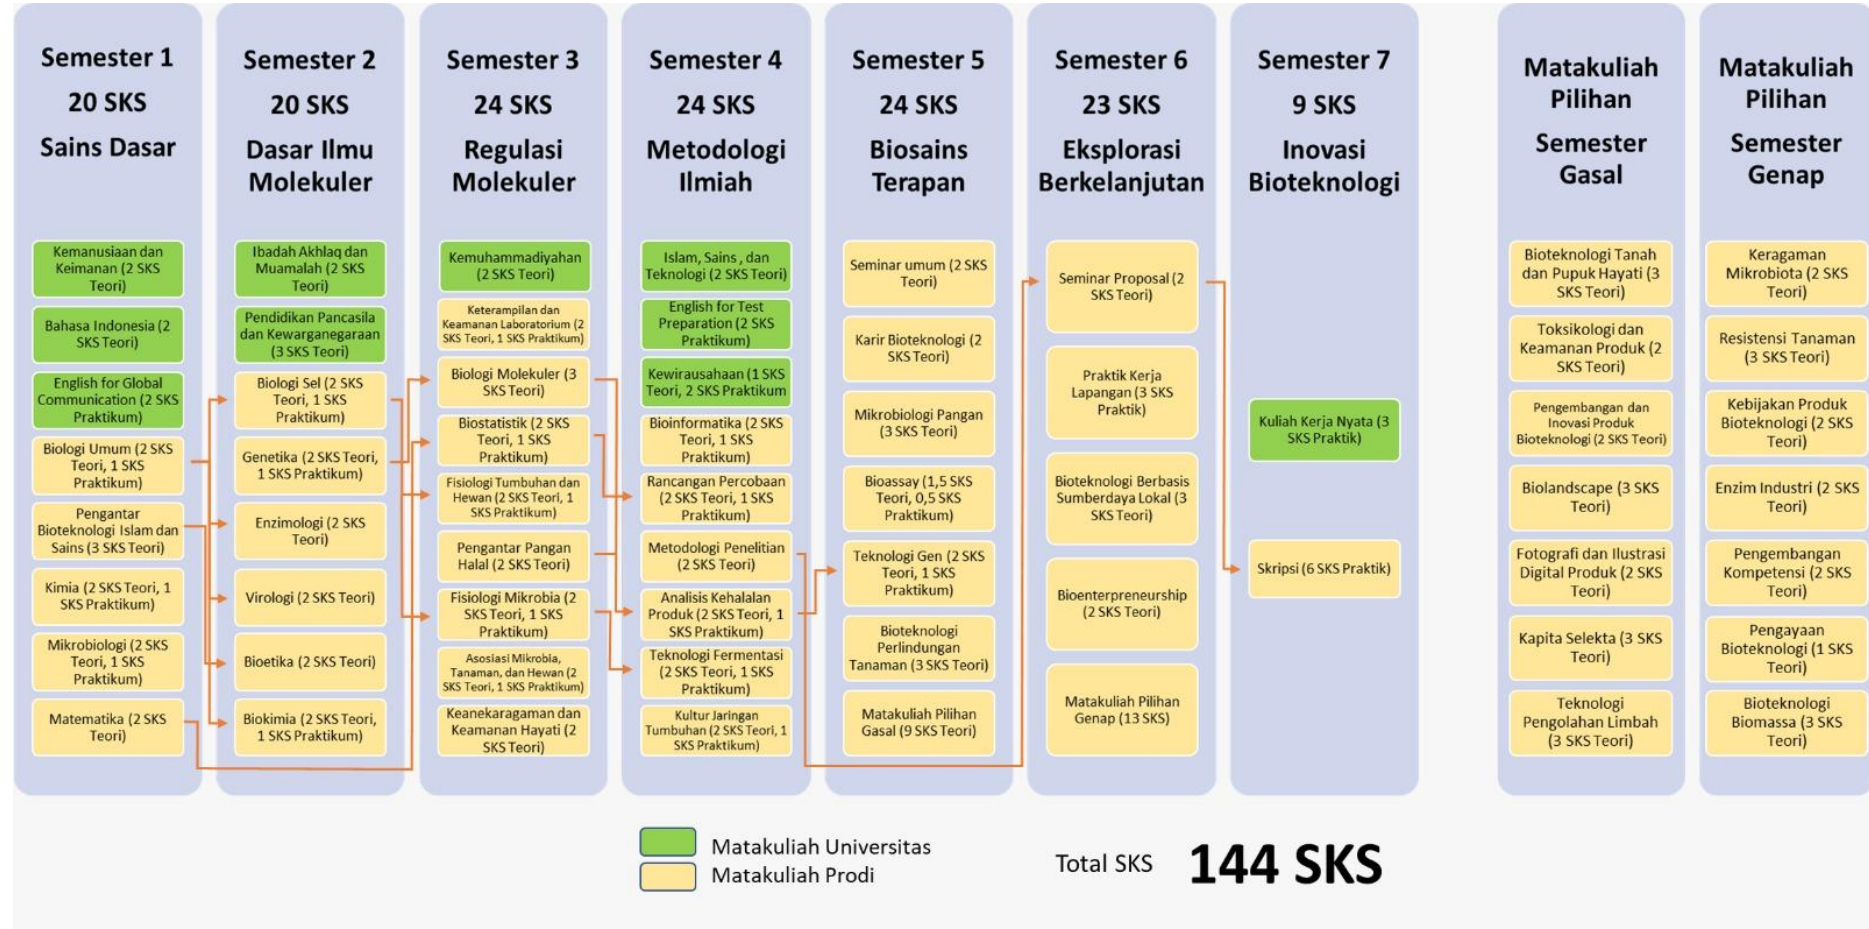 Semester 1
20 SKS
Sains Dasar
Kemanusiaan dan
Keimanan (2 SKS
Teori)
Bahasa Indonesia (2
SKS Teori)
English for Global
Communication (2 SKS
Praktikum)
Biologi Umum (2 SKS
Teori, 1 SKS
Praktikum)
Pengantar
Bioteknologi Islam dan
Sains (3 SKS Teori)
Kimia (2 SKS Teori, 1
SKS Praktikum)
Mikrobiologi (2 SKS
Teori, 1 SKS
Praktikum)
Matematika (2 SKS
Teori)
Semester 2
20 SKS
Dasar Ilmu
Molekuler
Ibadah Akhlaq dan
Muamalah (2 SKS
Teori)
Pendidikan Pancasila
dan Kewarganegaraan
(3 SKS Teori)
Biologi Sel (2 SKS
Teori, 1 SKS
Praktikum)
Genetika (2 SKS Teori,
1 SKS Praktikum)
Enzimologi (2 SKS
Teori)
Virologi (2 SKS Teori)
Bioetika (2 SKS Teori)
Biokimia (2 SKS Teori,
1 SKS Praktikum)
Semester 3
24 SKS
Regulasi
Molekuler
Kemuhammadiyahan
(2 SKS Teori)
Keterampilan dan
Keamanan Laboratorium (2
SKS Teori, 1 SKS Praktikum)
Biologi Molekuler (3
SKS Teori)
Biostatistik (2 SKS
Teori, 1 SKS
Praktikum)
Fisiologi Tumbuhan dan
Hewan (2 SKS Teori, 1
SKS Praktikum)
Pengantar Pangan
Halal (2 SKS Teori)
Fisiologi Mikrobia (2
SKS Teori, 1 SKS
Praktikum)
Asosiasi Mikrobia,
Tanaman, dan Hewan (2
SKS Teori, 1 SKS Praktikum)
Keanekaragaman dan
Keamanan Hayati (2
SKS Teori)
Semester 4
24 SKS
Metodologi
Ilmiah
Islam, Sains , dan
Teknologi (2 SKS Teori)
English for Test
Preparation (2 SKS
Praktikum)
Kewirausahaan (1 SKS
Teori, 2 SKS Praktikum
Bioinformatika (2 SKS
Teori, 1 SKS
Praktikum)
Rancangan Percobaan
(2 SKS Teori, 1 SKS
Praktikum)
Metodologi Penelitian
(2 SKS Teori)
Analisis Kehalalan
Produk (2 SKS Teori, 1
SKS Praktikum)
Teknologi Fermentasi
(2 SKS Teori, 1 SKS
Praktikum)
Kultur Jaringan
Tumbuhan (2 SKS Teori, 1
SKS Praktikum)
Semester 5
24 SKS
Biosains
Terapan
Seminar umum (2 SKS
Teori)
Karir Bioteknologi (2
SKS Teori)
Mikrobiologi Pangan
(3 SKS Teori)
Bioassay (1,5 SKS
Teori, 0,5 SKS
Praktikum)
Teknologi Gen (2 SKS
Teori, 1 SKS
Praktikum)
Bioteknologi
Perlindungan
Tanaman (3 SKS Teori)
Matakuliah Pilihan
Gasal (9 SKS Teori)
Semester 6
23 SKS
Eksplorasi
Berkelanjutan
Seminar Proposal (2
SKS Teori)
Praktik Kerja
Lapangan (3 SKS
Praktik)
Bioteknologi Berbasis
Sumberdaya Lokal (3
SKS Teori)
Bioenterpreneurship
(2 SKS Teori)
Matakuliah Pilihan
Genap (13 SKS)
Semester 7
9 SKS
Inovasi
Bioteknologi
Kuliah Kerja Nyata (3
SKS Praktik)
Skripsi (6 SKS Praktik)
Matakuliah
Pilihan
Semester
Gasal
Bioteknologi Tanah
dan Pupuk Hayati (3
SKS Teori)
Toksikologi dan
Keamanan Produk (2
SKS Teori)
Pengembangan dan
Inovasi Produk
Bioteknologi (2 SKS Teori)
Biolandscape (3 SKS
Teori)
Fotografi dan Ilustrasi
Digital Produk (2 SKS
Teori)
Kapita Selekta (3 SKS
Teori)
Teknologi
Pengolahan Limbah
(3 SKS Teori)
Matakuliah
Pilihan
Semester
Genap
Keragaman
Mikrobiota (2 SKS
Teori)
Resistensi Tanaman
(3 SKS Teori)
Kebijakan Produk
Bioteknologi (2 SKS
Teori)
Enzim Industri (2 SKS
Teori)
Pengembangan
Kompetensi (2 SKS
Teori)
Pengayaan
Bioteknologi (1 SKS
Teori)
Bioteknologi
Biomassa (3 SKS
Teori)
Matakuliah Universitas
Matakuliah Prodi
Total SKS 144 SKS